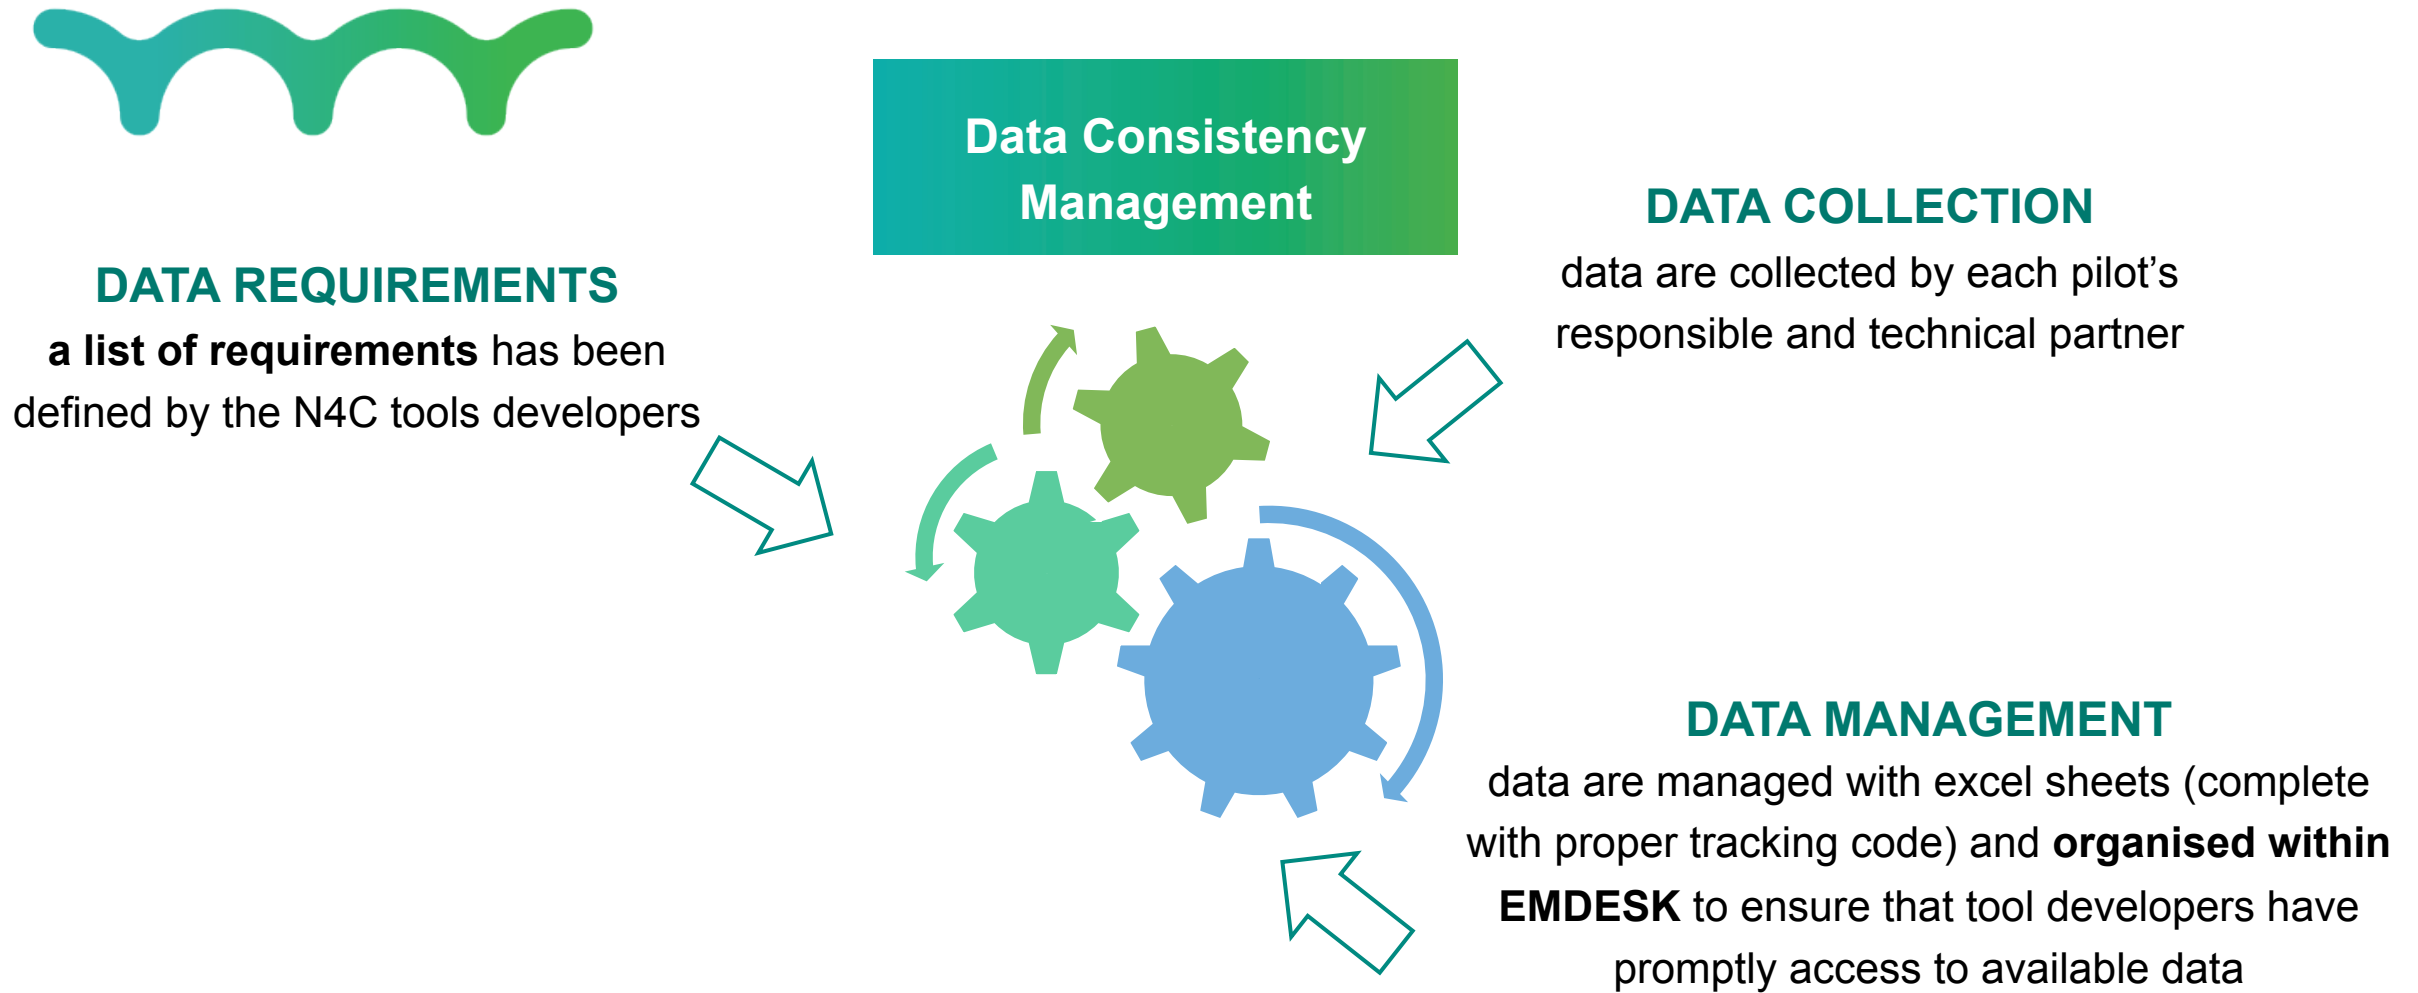 Data Consistency
Management
DATA REQUIREMENTS
a list of requirements has been
defined by the N4C tools developers
DATA COLLECTION
data are collected by each pilot’s
responsible and technical partner
DATA MANAGEMENT
data are managed with excel sheets (complete
with proper tracking code) and organised within
EMDESK to ensure that tool developers have
promptly access to available data